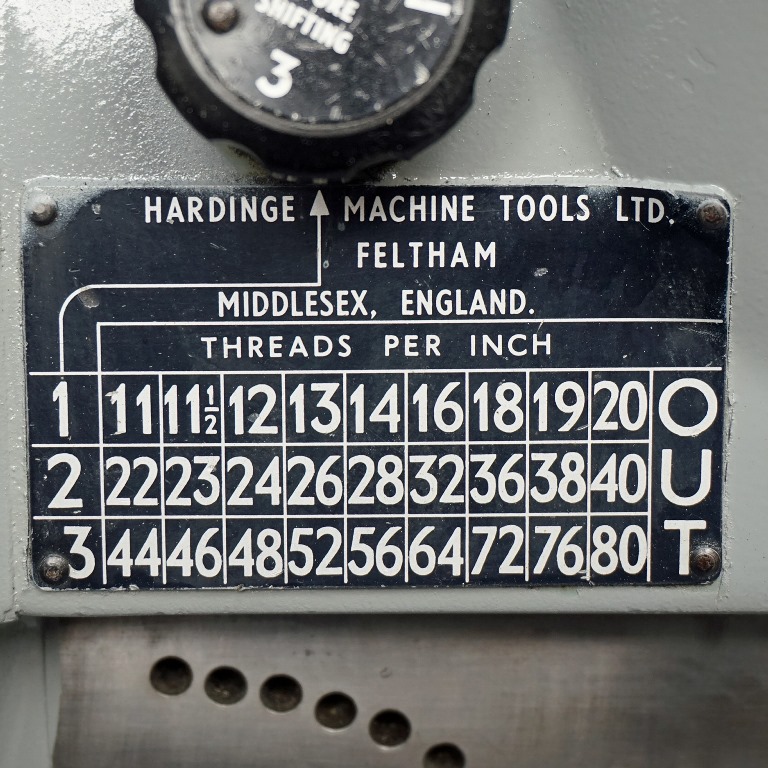 SHIFTING
3
HARDINGE MACHINE TOOLS LTD.
FELTHAM
MIDDLESEX, ENGLAND.
THREADS PER INCH
1 11 11½ 12 13 14 16 18 19 20 O
2 22 23 24 26 28 32 36 38 40 U
3 44 46 48 52 56 64 72 76 80 T